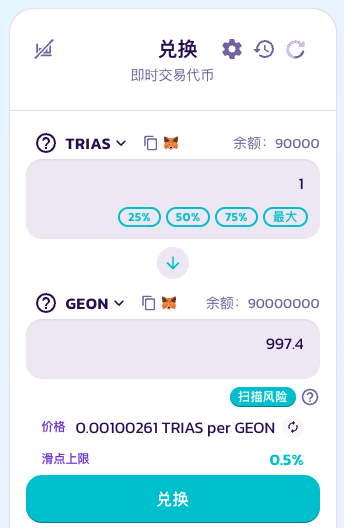 兑换
即时交易代币
TRIAS 余额： 90000
1
25% 50% 75% 最大
GEON 余额： 90000000
997.4
扫描风险
价格 0.00100261 TRIAS per GEON
滑点上限 0.5%
兑换